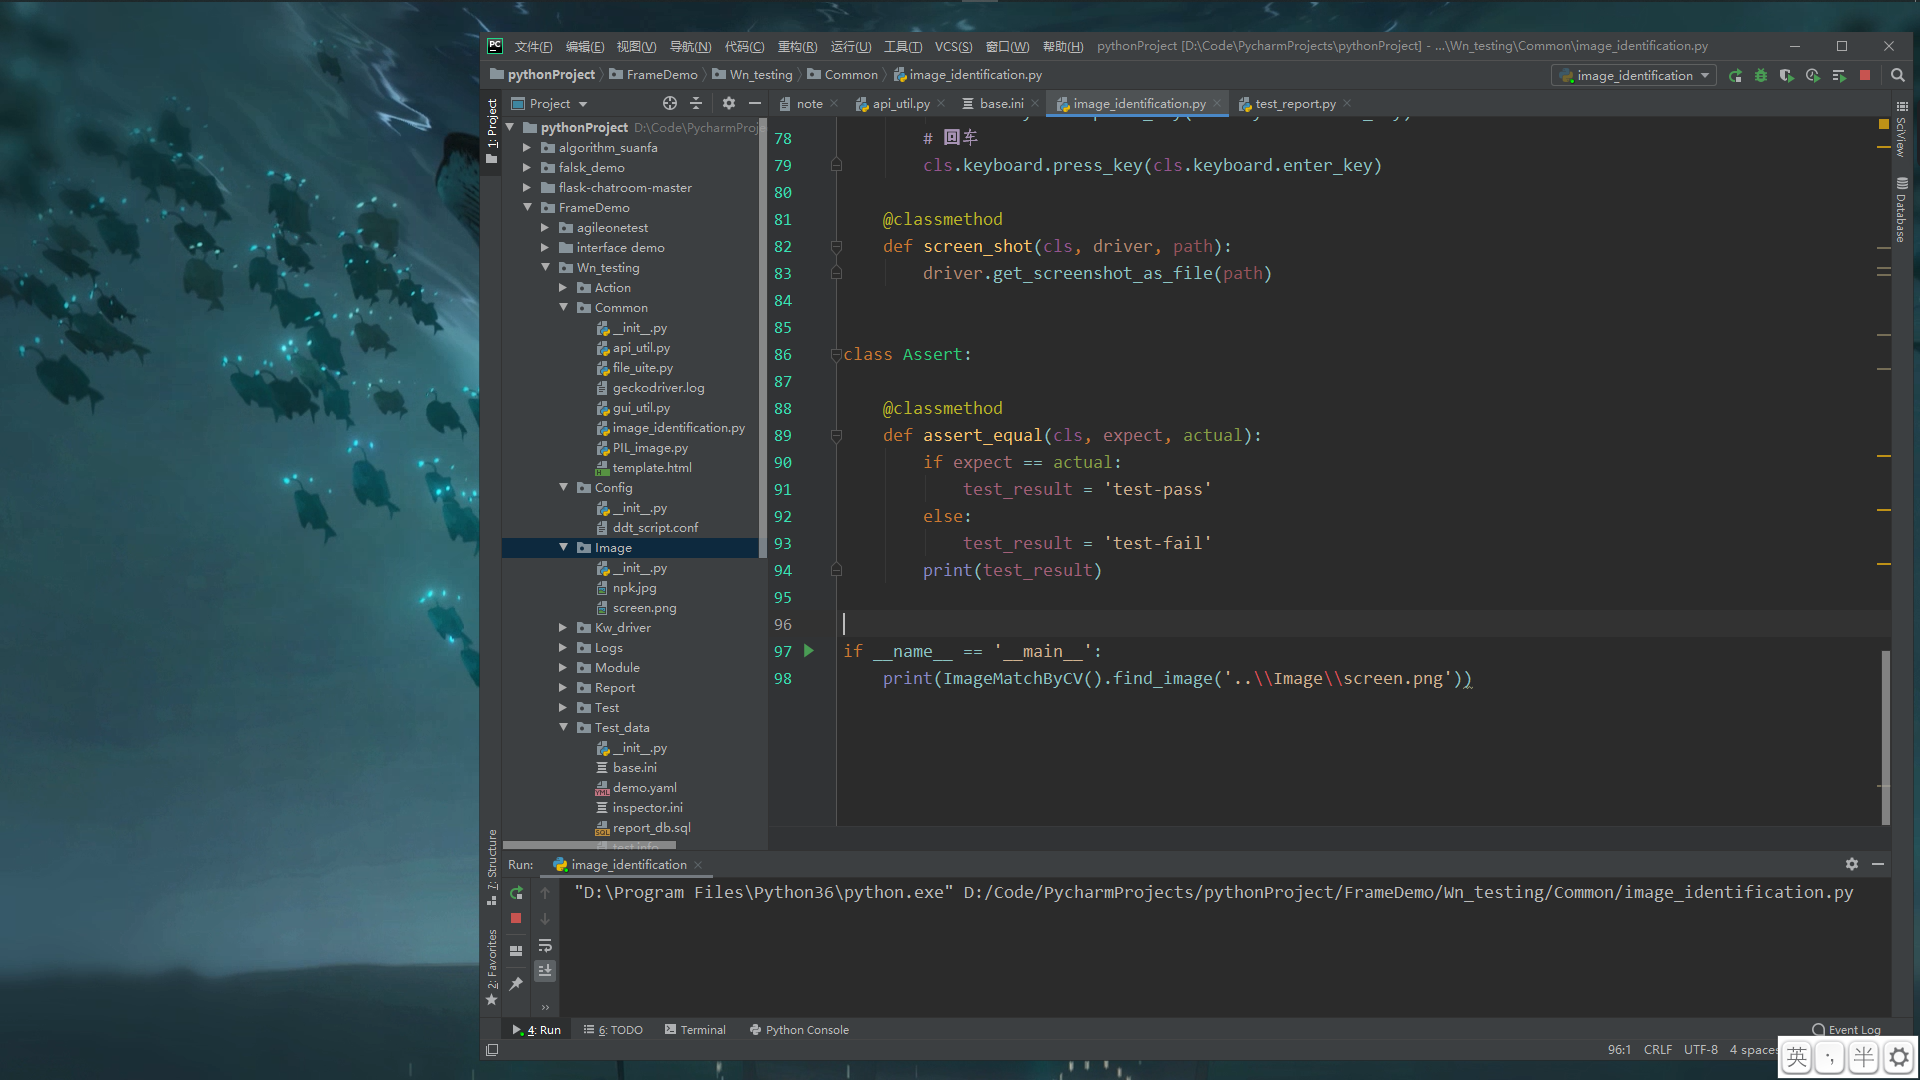 文件(F) 编辑(E) 视图(V) 导航(N) 代码(C) 重构(R) 运行(U) 工具(T) VCS(S) 窗口(W) 帮助(H) pythonProject [D:\Code\PycharmProjects\pythonProject] - ...\Wn_testing\Common\image_identification.py
pythonProject FrameDemo Wn_testing Common image_identification.py
image_identification
Project
note api_util.py base.ini image_identification.py test_report.py
1: Project
pythonProject D:\Code\PycharmProje
algorithm_suanfa
falsk_demo
flask-chatroom-master
FrameDemo
agileonetest
interface demo
Wn_testing
Action
Common
__init__.py
api_util.py
file_uite.py
geckodriver.log
gui_util.py
image_identification.py
PIL_image.py
template.html
Config
__init__.py
ddt_script.conf
Image
__init__.py
npk.jpg
screen.png
Kw_driver
Logs
Module
Report
Test
Test_data
__init__.py
base.ini
demo.yaml
inspector.ini
report_db.sql
78 # 回车
79 cls.keyboard.press_key(cls.keyboard.enter_key)
80
81 @classmethod
82 def screen_shot(cls, driver, path):
83 driver.get_screenshot_as_file(path)
84
85
86 class Assert:
87
88 @classmethod
89 def assert_equal(cls, expect, actual):
90 if expect == actual:
91 test_result = 'test-pass'
92 else:
93 test_result = 'test-fail'
94 print(test_result)
95
96
97 if __name__ == '__main__':
98 print(ImageMatchByCV().find_image('..\\Image\\screen.png'))
SciView
Database
7: Structure
2: Favorites
Run: image_identification
"D:\Program Files\Python36\python.exe" D:/Code/PycharmProjects/pythonProject/FrameDemo/Wn_testing/Common/image_identification.py
4: Run 6: TODO Terminal Python Console Event Log
96:1 CRLF UTF-8 4 spaces
英 ·, 半